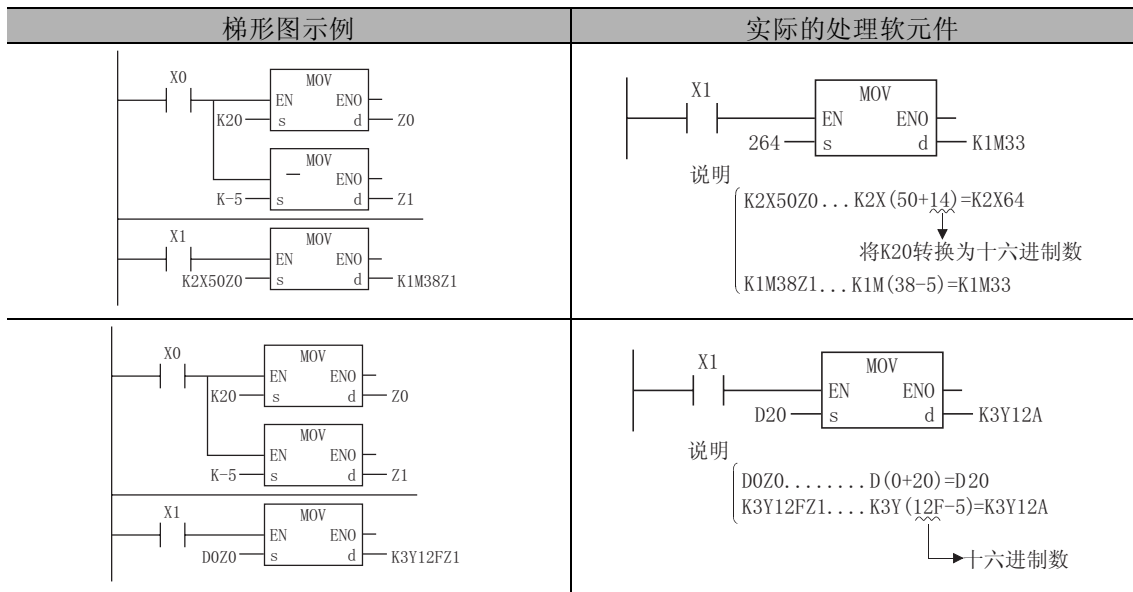 梯形图示例
实际的处理软元件
X0
MOV
EN ENO
K20 s d Z0
MOV
— ENO
K-5 s d Z1
X1
MOV
EN ENO
K2X50Z0 s d K1M38Z1
X1
MOV
EN ENO
264 s d K1M33
说明
K2X50Z0...K2X(50+14)=K2X64
将K20转换为十六进制数
K1M38Z1...K1M(38-5)=K1M33
X0
MOV
EN ENO
K20 s d Z0
MOV
EN ENO
K-5 s d Z1
X1
MOV
EN ENO
D0Z0 s d K3Y12FZ1
X1
MOV
EN ENO
D20 s d K3Y12A
说明
D0Z0........D(0+20)=D20
K3Y12FZ1....K3Y(12F-5)=K3Y12A
十六进制数